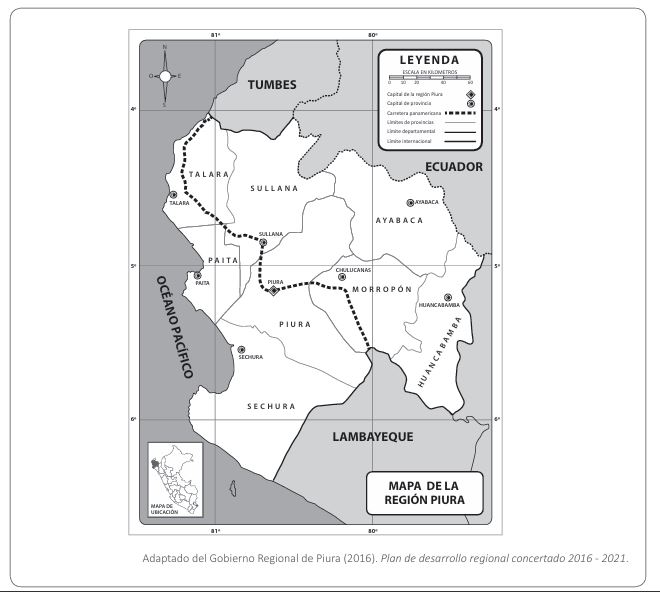 81°
80°
N
O
E
S
LEYENDA
ESCALA EN KILÓMETROS
0 10 20 40 60
Capital de la región Piura
Capital de provincia
Carretera panamericana
Límites de provincias
Límite departamental
Límite internacional
TUMBES
4°
4°
ECUADOR
TALARA
SULLANA
TALARA
AYABACA
AYABACA
SULLANA
PAITA
5°
5°
PAITA
CHULUCANAS
PIURA
MORROPÓN
HUANCABAMBA
OCÉANO PACÍFICO
PIURA
HUANCABAMBA
SECHURA
SECHURA
6°
6°
LAMBAYEQUE
MAPA DE
UBICACIÓN
MAPA DE LA
REGIÓN PIURA
81°
80°
Adaptado del Gobierno Regional de Piura (2016). Plan de desarrollo regional concertado 2016 - 2021.